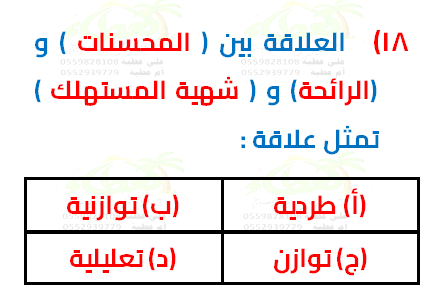 ١٨) العلاقة بين ( المحسنات ) و
(الرائحة) و ( شهية المستهلك )
تمثل علاقة :
(أ) طردية
(ب) توازنية
(ج) توازن
(د) تعليلية